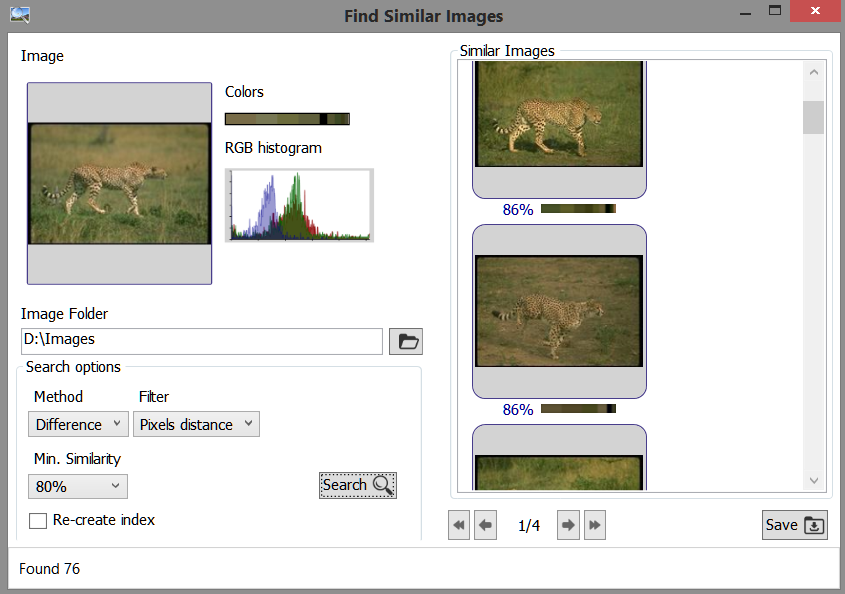 Find Similar Images
Image
Colors
RGB histogram
Image Folder
D:\Images
Search options
Method
Filter
Difference
Pixels distance
Min. Similarity
80%
Search
Re-create index
Similar Images
86%
86%
1/4
Save
Found 76